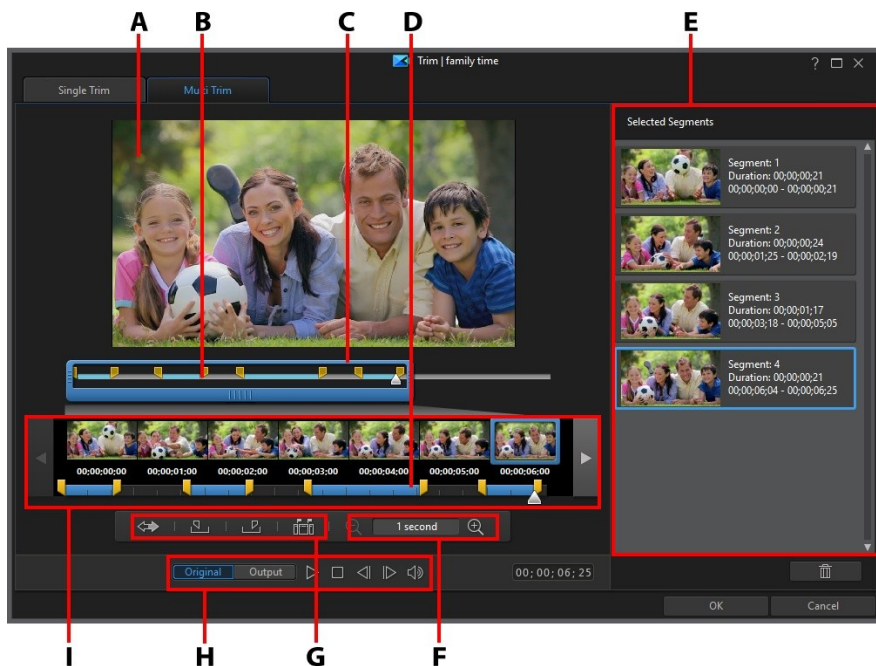 A B C D E
Trim | family time
?
Single Trim Multi Trim
Selected Segments
Segment: 1
Duration: 00;00;00;21
00;00;00;00 - 00;00;00;21
Segment: 2
Duration: 00;00;00;24
00;00;01;25 - 00;00;02;19
Segment: 3
Duration: 00;00;01;17
00;00;03;18 - 00;00;05;05
Segment: 4
Duration: 00;00;00;21
00;00;06;04 - 00;00;06;25
00;00;00;00 00;00;01;00 00;00;02;00 00;00;03;00 00;00;04;00 00;00;05;00 00;00;06;00
1 second
Original Output 00; 00; 06; 25
OK Cancel
I H G F